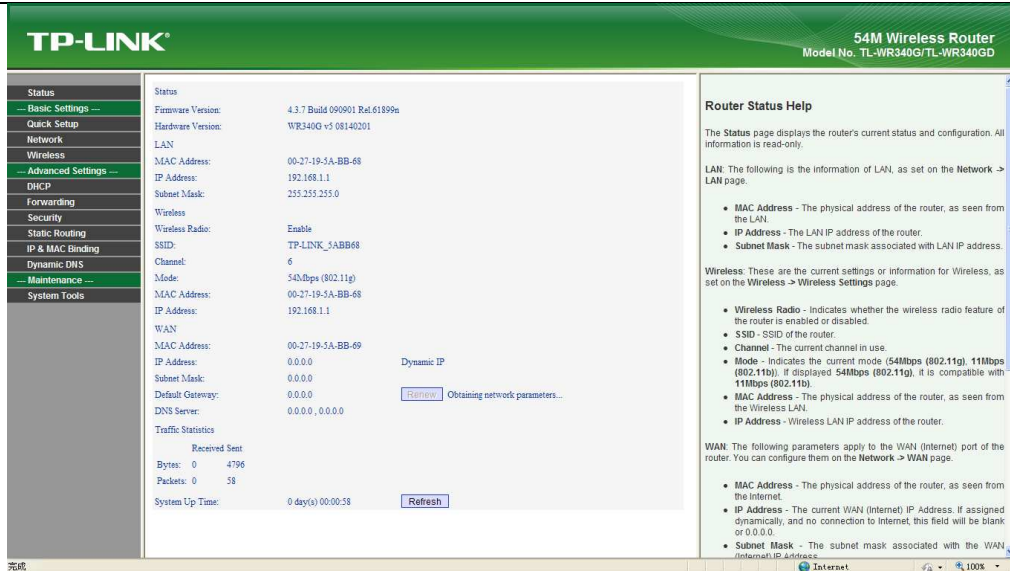 TP-LINK®
54M Wireless Router
Model No. TL-WR340G/TL-WR340GD
Status
--- Basic Settings ---
Quick Setup
Network
Wireless
--- Advanced Settings ---
DHCP
Forwarding
Security
Static Routing
IP & MAC Binding
Dynamic DNS
--- Maintenance ---
System Tools
Status
Firmware Version: 4.3.7 Build 090901 Rel.61899n
Hardware Version: WR340G v5 08140201
LAN
MAC Address: 00-27-19-5A-BB-68
IP Address: 192.168.1.1
Subnet Mask: 255.255.255.0
Wireless
Wireless Radio: Enable
SSID: TP-LINK_5ABB68
Channel: 6
Mode: 54Mbps (802.11g)
MAC Address: 00-27-19-5A-BB-68
IP Address: 192.168.1.1
WAN
MAC Address: 00-27-19-5A-BB-69
IP Address: 0.0.0.0 Dynamic IP
Subnet Mask: 0.0.0.0
Default Gateway: 0.0.0.0 Renew Obtaining network parameters...
DNS Server: 0.0.0.0 , 0.0.0.0
Traffic Statistics
Received Sent
Bytes: 0 4796
Packets: 0 58
System Up Time: 0 day(s) 00:00:58 Refresh
Router Status Help
The Status page displays the router's current status and configuration. All
information is read-only.
LAN: The following is the information of LAN, as set on the Network ->
LAN page.
• MAC Address - The physical address of the router, as seen from
the LAN.
• IP Address - The LAN IP address of the router.
• Subnet Mask - The subnet mask associated with LAN IP address.
Wireless: These are the current settings or information for Wireless, as
set on the Wireless -> Wireless Settings page.
• Wireless Radio - Indicates whether the wireless radio feature of
the router is enabled or disabled.
• SSID - SSID of the router.
• Channel - The current channel in use.
• Mode - Indicates the current mode (54Mbps (802.11g), 11Mbps
(802.11b)). If displayed 54Mbps (802.11g), it is compatible with
11Mbps (802.11b).
• MAC Address - The physical address of the router, as seen from
the Wireless LAN.
• IP Address - Wireless LAN IP address of the router.
WAN: The following parameters apply to the WAN (Internet) port of the
router. You can configure them on the Network -> WAN page.
• MAC Address - The physical address of the router, as seen from
the Internet.
• IP Address - The current WAN (Internet) IP Address. If assigned
dynamically, and no connection to Internet, this field will be blank
or 0.0.0.0.
• Subnet Mask - The subnet mask associated with the WAN
(Internet) IP Address
完成
Internet
100%